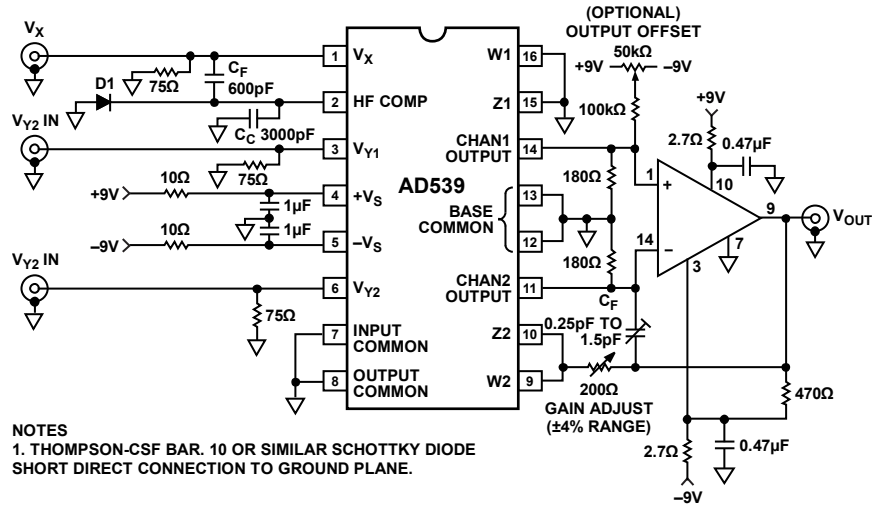 VX
75Ω
CF
600pF
D1
CC 3000pF
VY2 IN
75Ω
+9V
10Ω
1µF
1µF
–9V
10Ω
VY2 IN
75Ω
1 VX
2 HF COMP
3 VY1
4 +VS
5 –VS
6 VY2
7 INPUT
COMMON
8 OUTPUT
COMMON
AD539
W1 16
Z1 15
CHAN1
OUTPUT 14
13
BASE
COMMON
12
CHAN2
OUTPUT 11
Z2 10
W2 9
(OPTIONAL)
OUTPUT OFFSET
50kΩ
+9V –9V
100kΩ
180Ω
180Ω
CF
0.25pF TO
1.5pF
200Ω
GAIN ADJUST
(±4% RANGE)
+9V
2.7Ω
0.47µF
1
+
10
9
VOUT
14
–
7
3
470Ω
2.7Ω
0.47µF
–9V
NOTES
1. THOMPSON-CSF BAR. 10 OR SIMILAR SCHOTTKY DIODE
SHORT DIRECT CONNECTION TO GROUND PLANE.